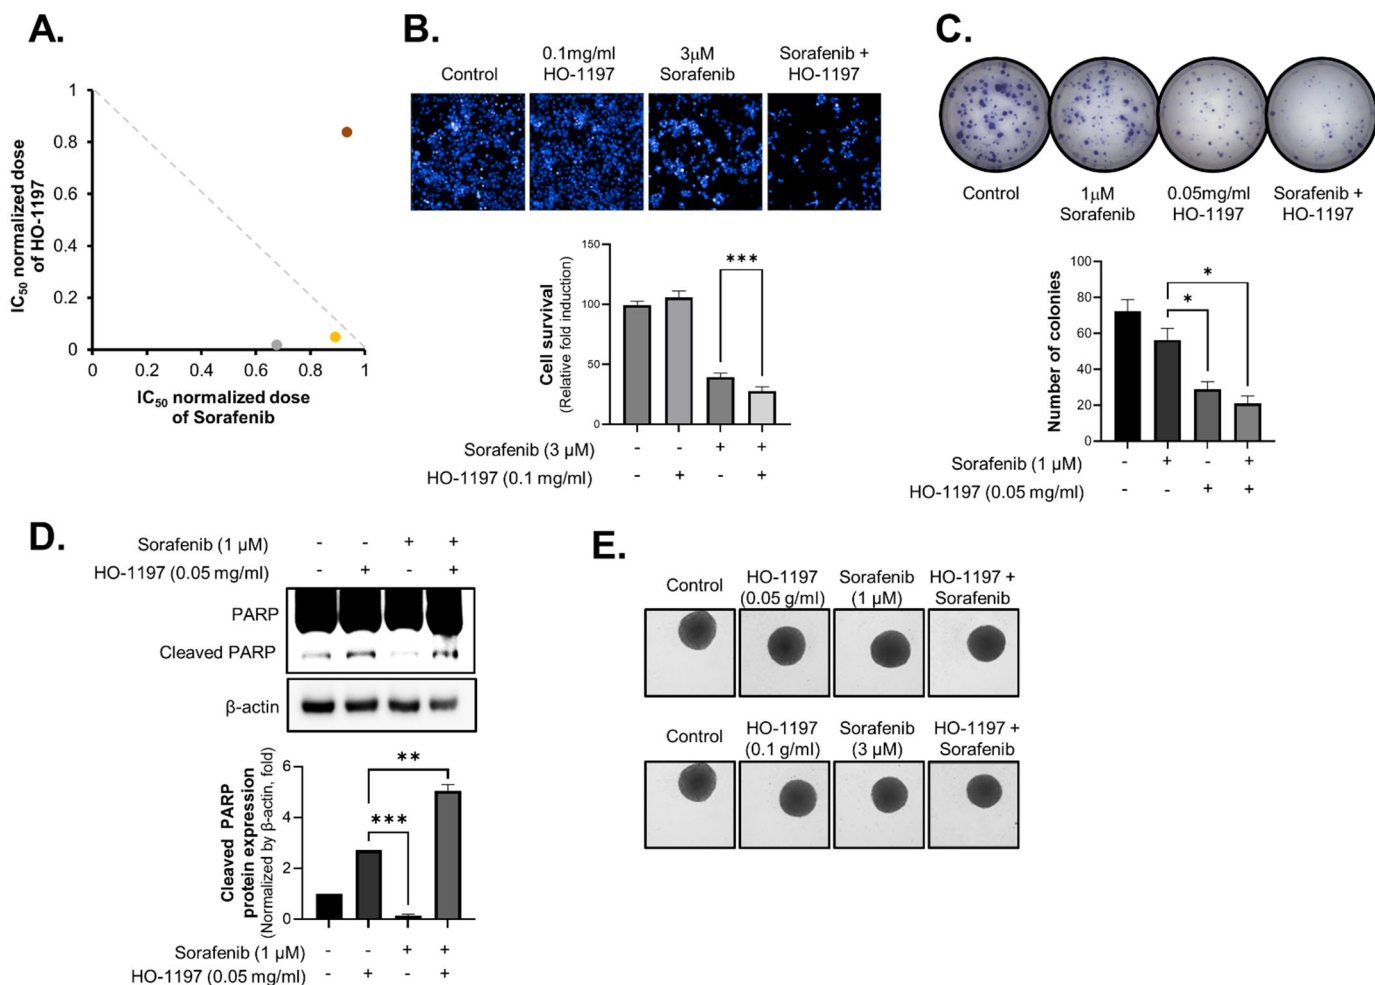 A.
1
0.8
0.6
0.4
0.2
0
0
0.2
0.4
0.6
0.8
1
IC50 normalized dose
of HO-1197
IC50 normalized dose
of Sorafenib
B.
Control
0.1mg/ml
HO-1197
3μM
Sorafenib
Sorafenib +
HO-1197
150
100
50
0
Cell survival
(Relative fold induction)
***
Sorafenib (3 μM)
- - + +
HO-1197 (0.1 mg/ml)
- + - +
C.
Control
1μM
Sorafenib
0.05mg/ml
HO-1197
Sorafenib +
HO-1197
100
80
60
40
20
0
Number of colonies
*
*
Sorafenib (1 μM)
- + - +
HO-1197 (0.05 mg/ml)
- - + +
D.
Sorafenib (1 μM)
- - + +
HO-1197 (0.05 mg/ml)
- + - +
PARP
Cleaved PARP
β-actin
6
4
2
0
Cleaved PARP
protein expression
(Normalized by β-actin, fold)
**
***
Sorafenib (1 μM)
- - + +
HO-1197 (0.05 mg/ml)
- + - +
E.
Control
HO-1197
(0.05 g/ml)
Sorafenib
(1 μM)
HO-1197 +
Sorafenib
Control
HO-1197
(0.1 g/ml)
Sorafenib
(3 μM)
HO-1197 +
Sorafenib